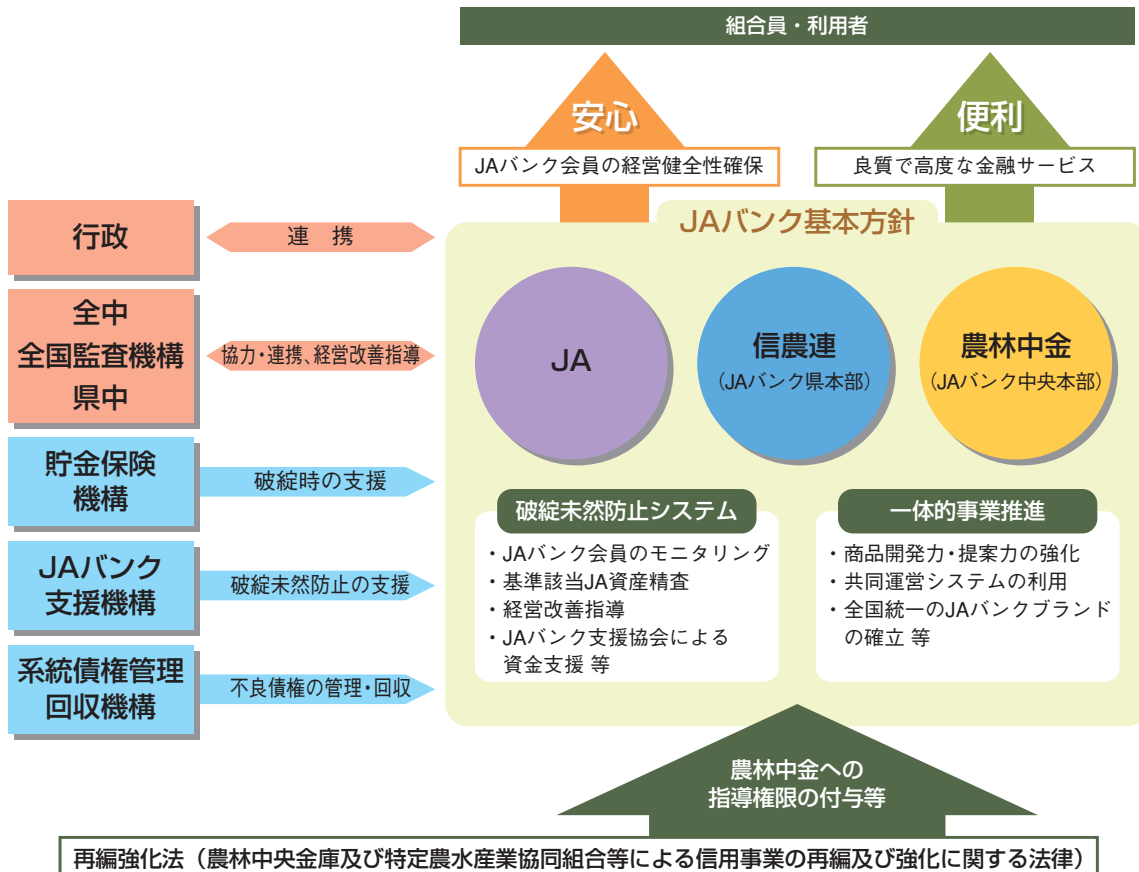 組合員・利用者
安心
便利
JAバンク会員の経営健全性確保
良質で高度な金融サービス
JAバンク基本方針
行政
連　携
全中
全国監査機構
県中
協力・連携、経営改善指導
JA
信農連
（JAバンク県本部）
農林中金
（JAバンク中央本部）
貯金保険
機構
破綻時の支援
JAバンク
支援機構
破綻未然防止の支援
系統債権管理
回収機構
不良債権の管理・回収
破綻未然防止システム
・JAバンク会員のモニタリング
・基準該当JA資産精査
・経営改善指導
・JAバンク支援協会による
資金支援 等
一体的事業推進
・商品開発力・提案力の強化
・共同運営システムの利用
・全国統一のJAバンクブランド
の確立 等
農林中金への
指導権限の付与等
再編強化法（農林中央金庫及び特定農水産業協同組合等による信用事業の再編及び強化に関する法律）